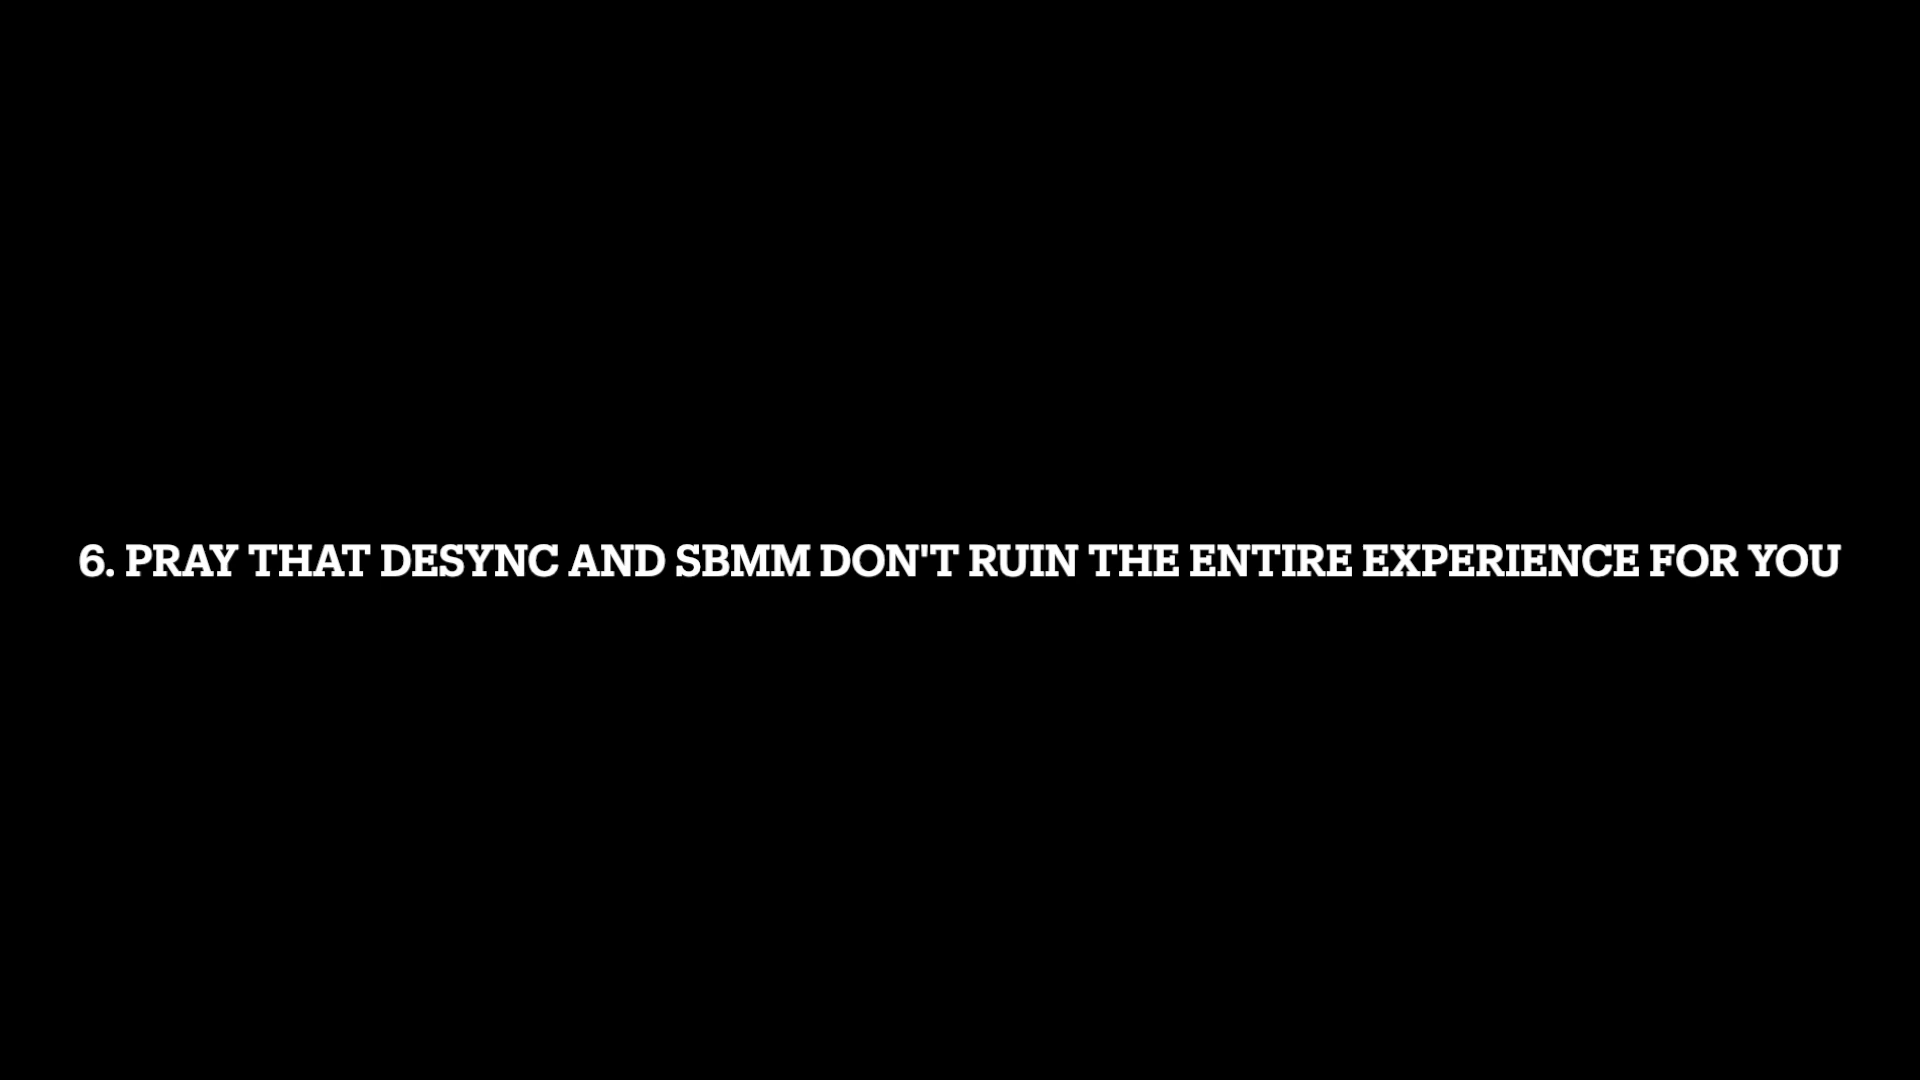 6. PRAY THAT DESYNC AND SBMM DON'T RUIN THE ENTIRE EXPERIENCE FOR YOU